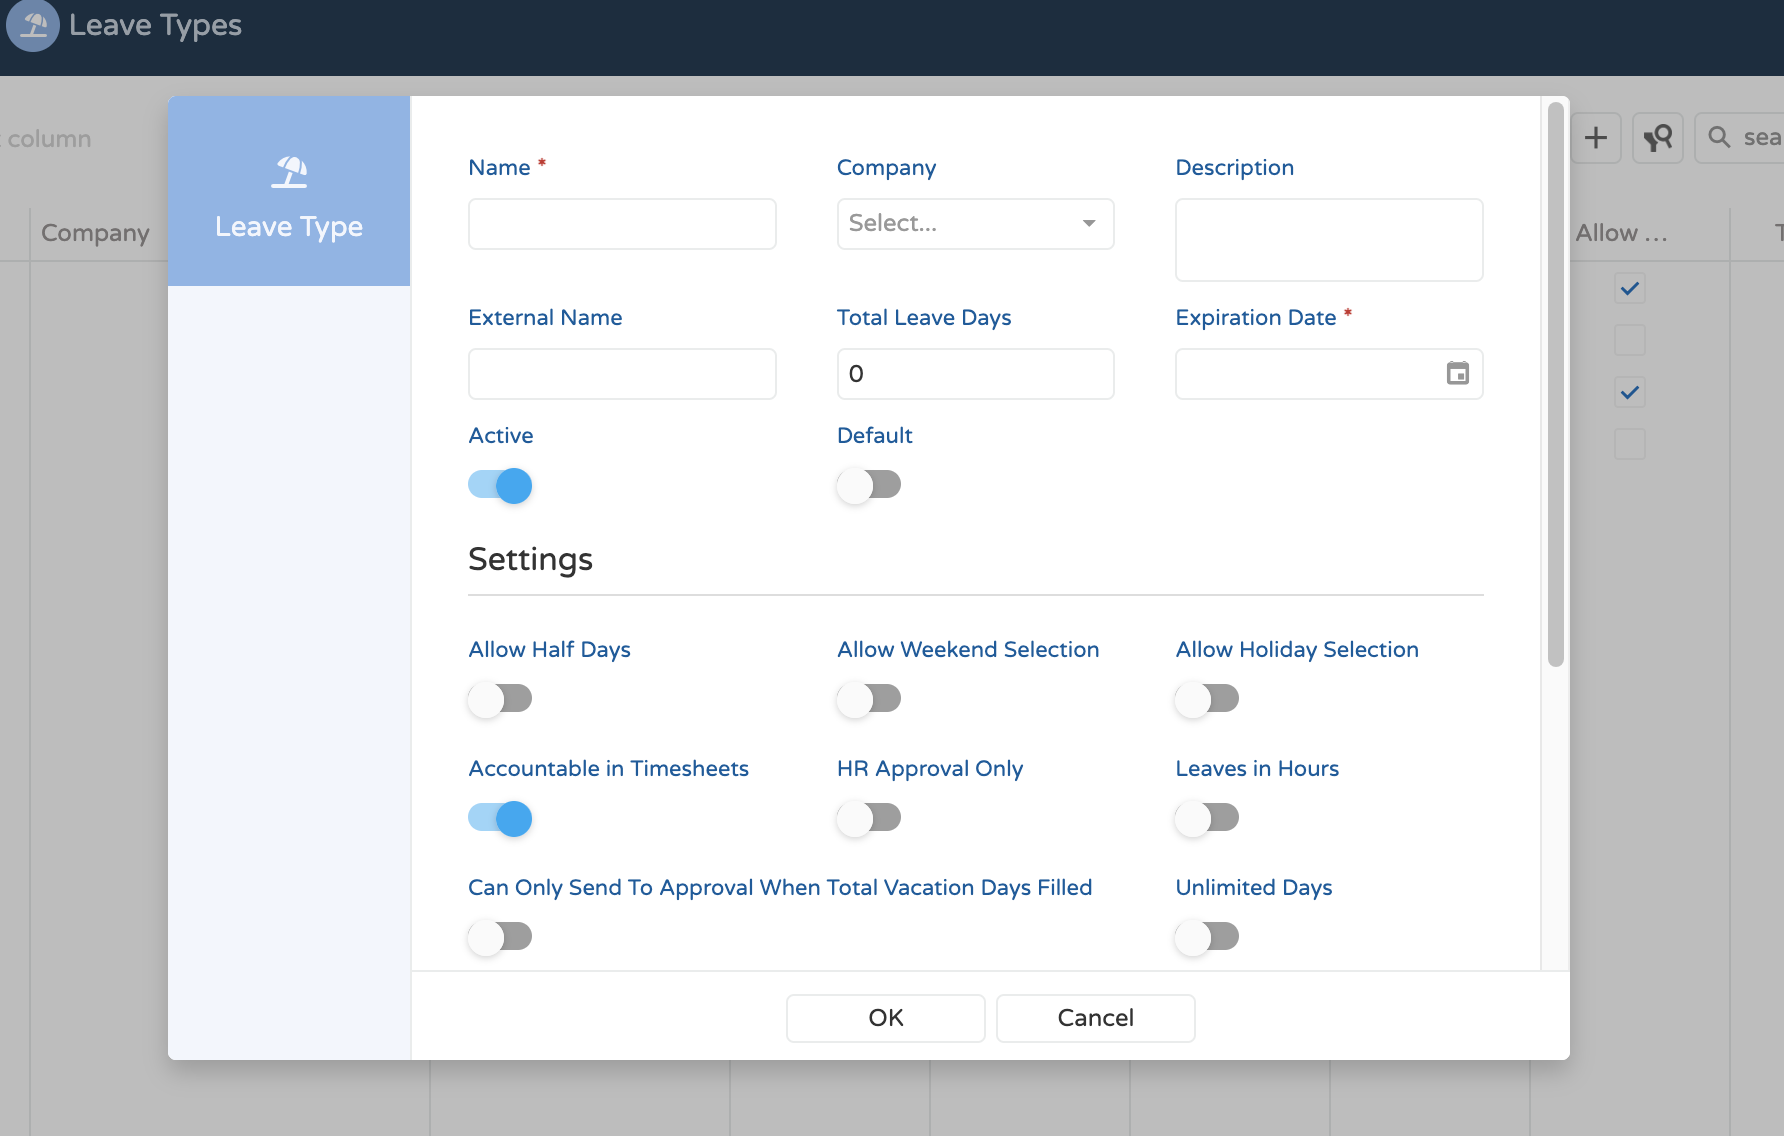 Leave Types
column
sea
Company
Allow ...
Leave Type
Name *
Company
Description
Select...
External Name
Total Leave Days
Expiration Date *
0
Active
Default
Settings
Allow Half Days
Allow Weekend Selection
Allow Holiday Selection
Accountable in Timesheets
HR Approval Only
Leaves in Hours
Can Only Send To Approval When Total Vacation Days Filled
Unlimited Days
OK
Cancel